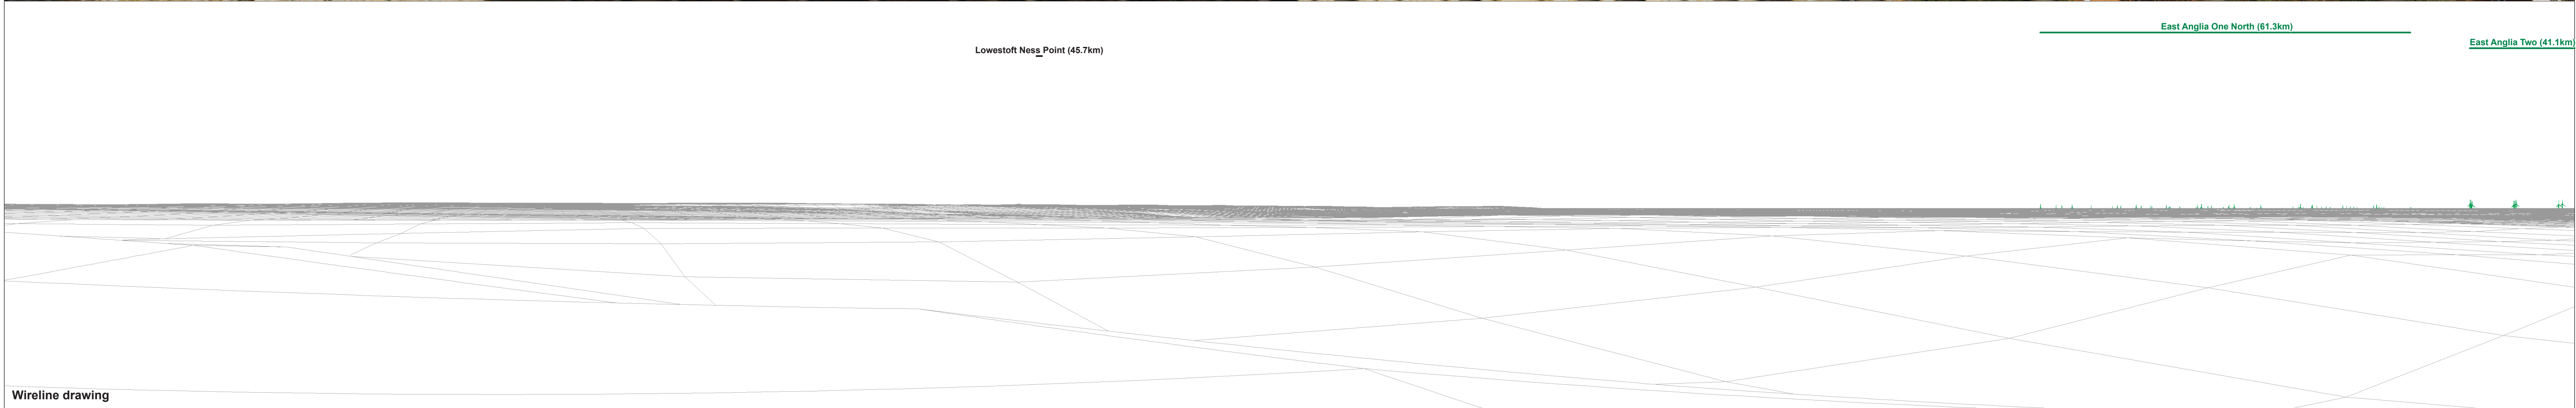 East Anglia One North (61.3km)
East Anglia Two (41.1km)
Lowestoft Ness Point (45.7km)
Wireline drawing